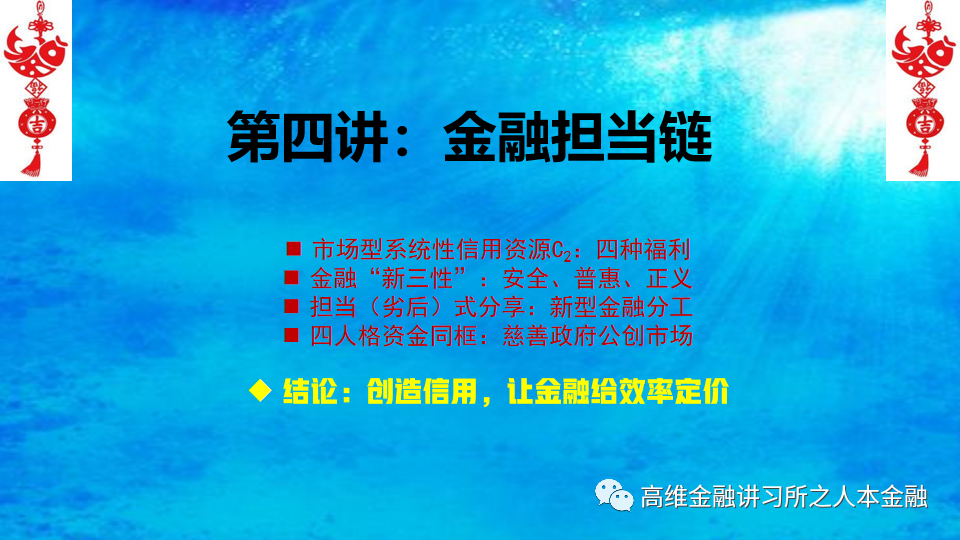 第四讲：金融担当链
■ 市场型系统性信用资源C₂：四种福利
■ 金融“新三性”：安全、普惠、正义
■ 担当（劣后）式分享：新型金融分工
■ 四人格资金同框：慈善政府公创市场
◆ 结论：创造信用，让金融给效率定价
吉
吉
高维金融讲习所之人本金融